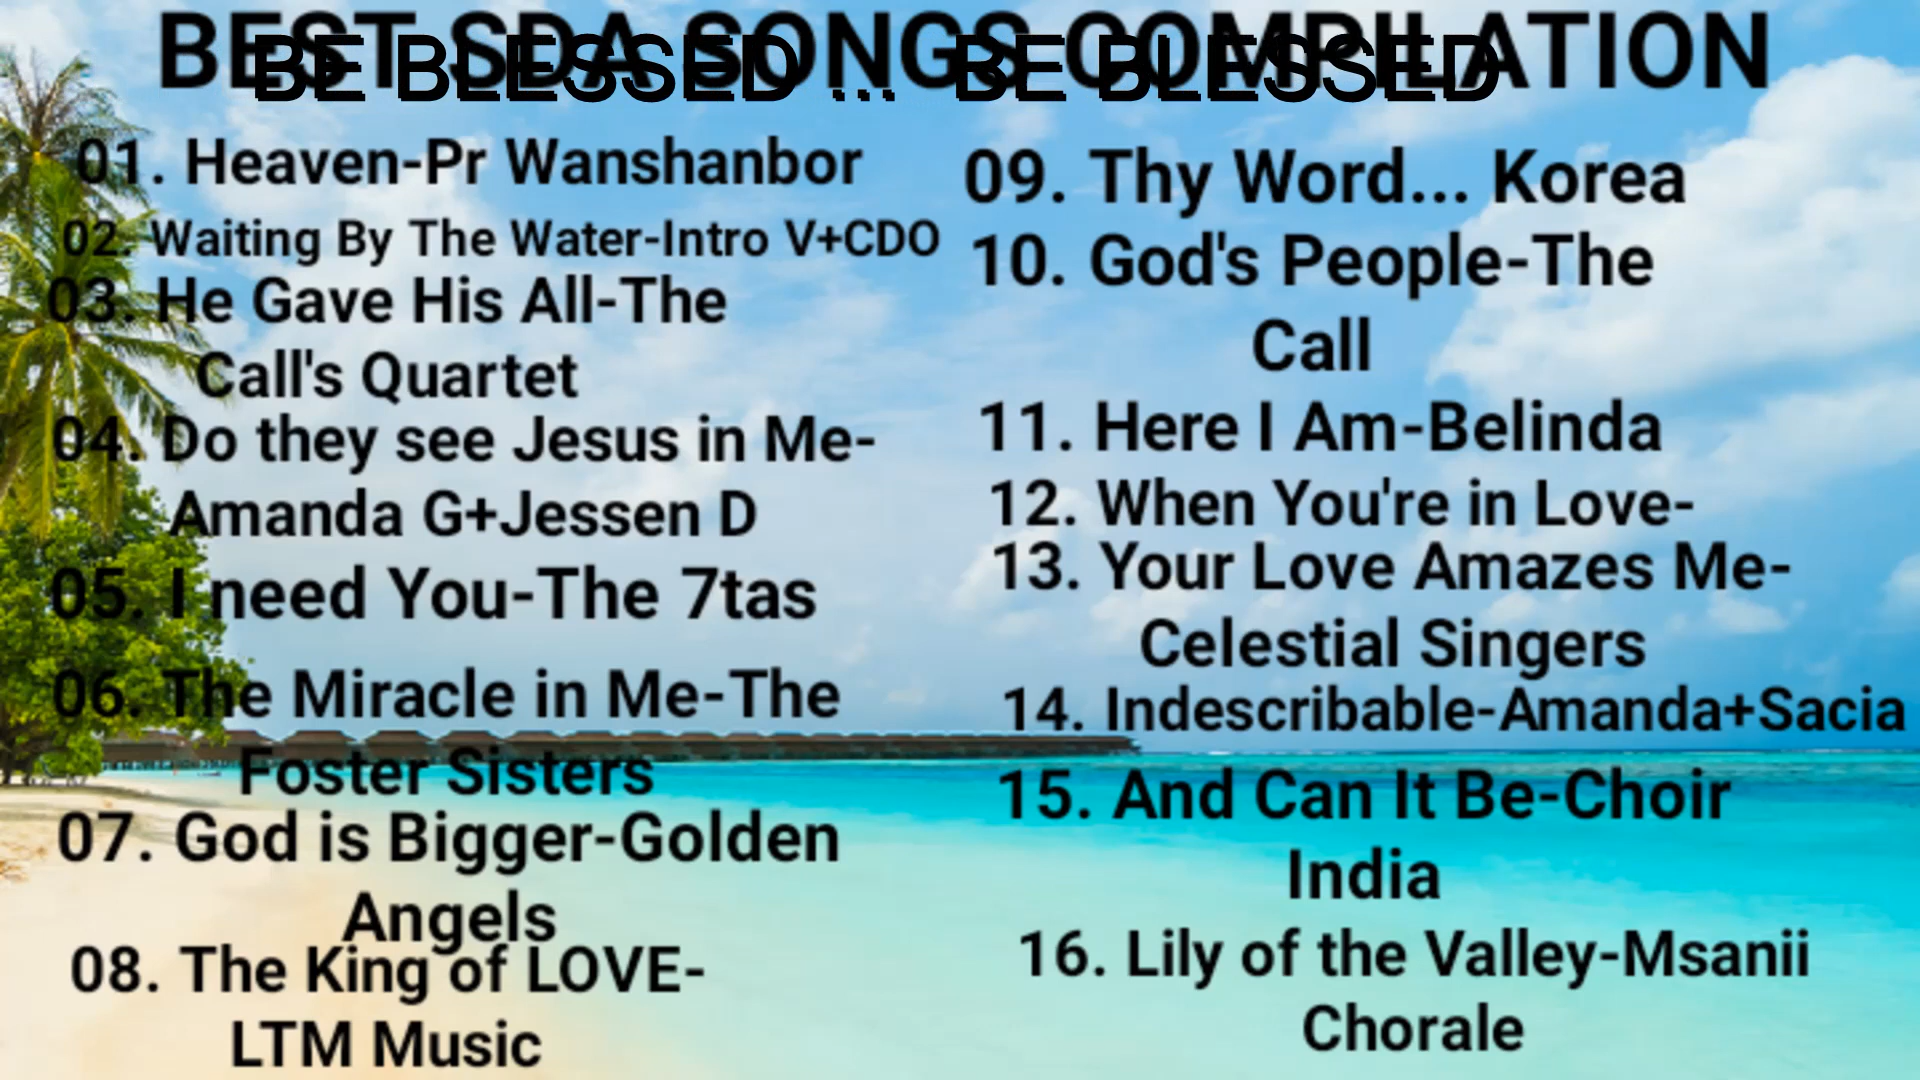 BEST SDA SONGS COMPILATION
BE BLESSED ... BE BLESSED
01. Heaven-Pr Wanshanbor
02. Waiting By The Water-Intro V+CDO
03. He Gave His All-The
Call's Quartet
04. Do they see Jesus in Me-
Amanda G+Jessen D
05. I need You-The 7tas
06. The Miracle in Me-The
Foster Sisters
07. God is Bigger-Golden
Angels
08. The King of LOVE-
LTM Music
09. Thy Word... Korea
10. God's People-The
Call
11. Here I Am-Belinda
12. When You're in Love-
13. Your Love Amazes Me-
Celestial Singers
14. Indescribable-Amanda+Sacia
15. And Can It Be-Choir
India
16. Lily of the Valley-Msanii
Chorale